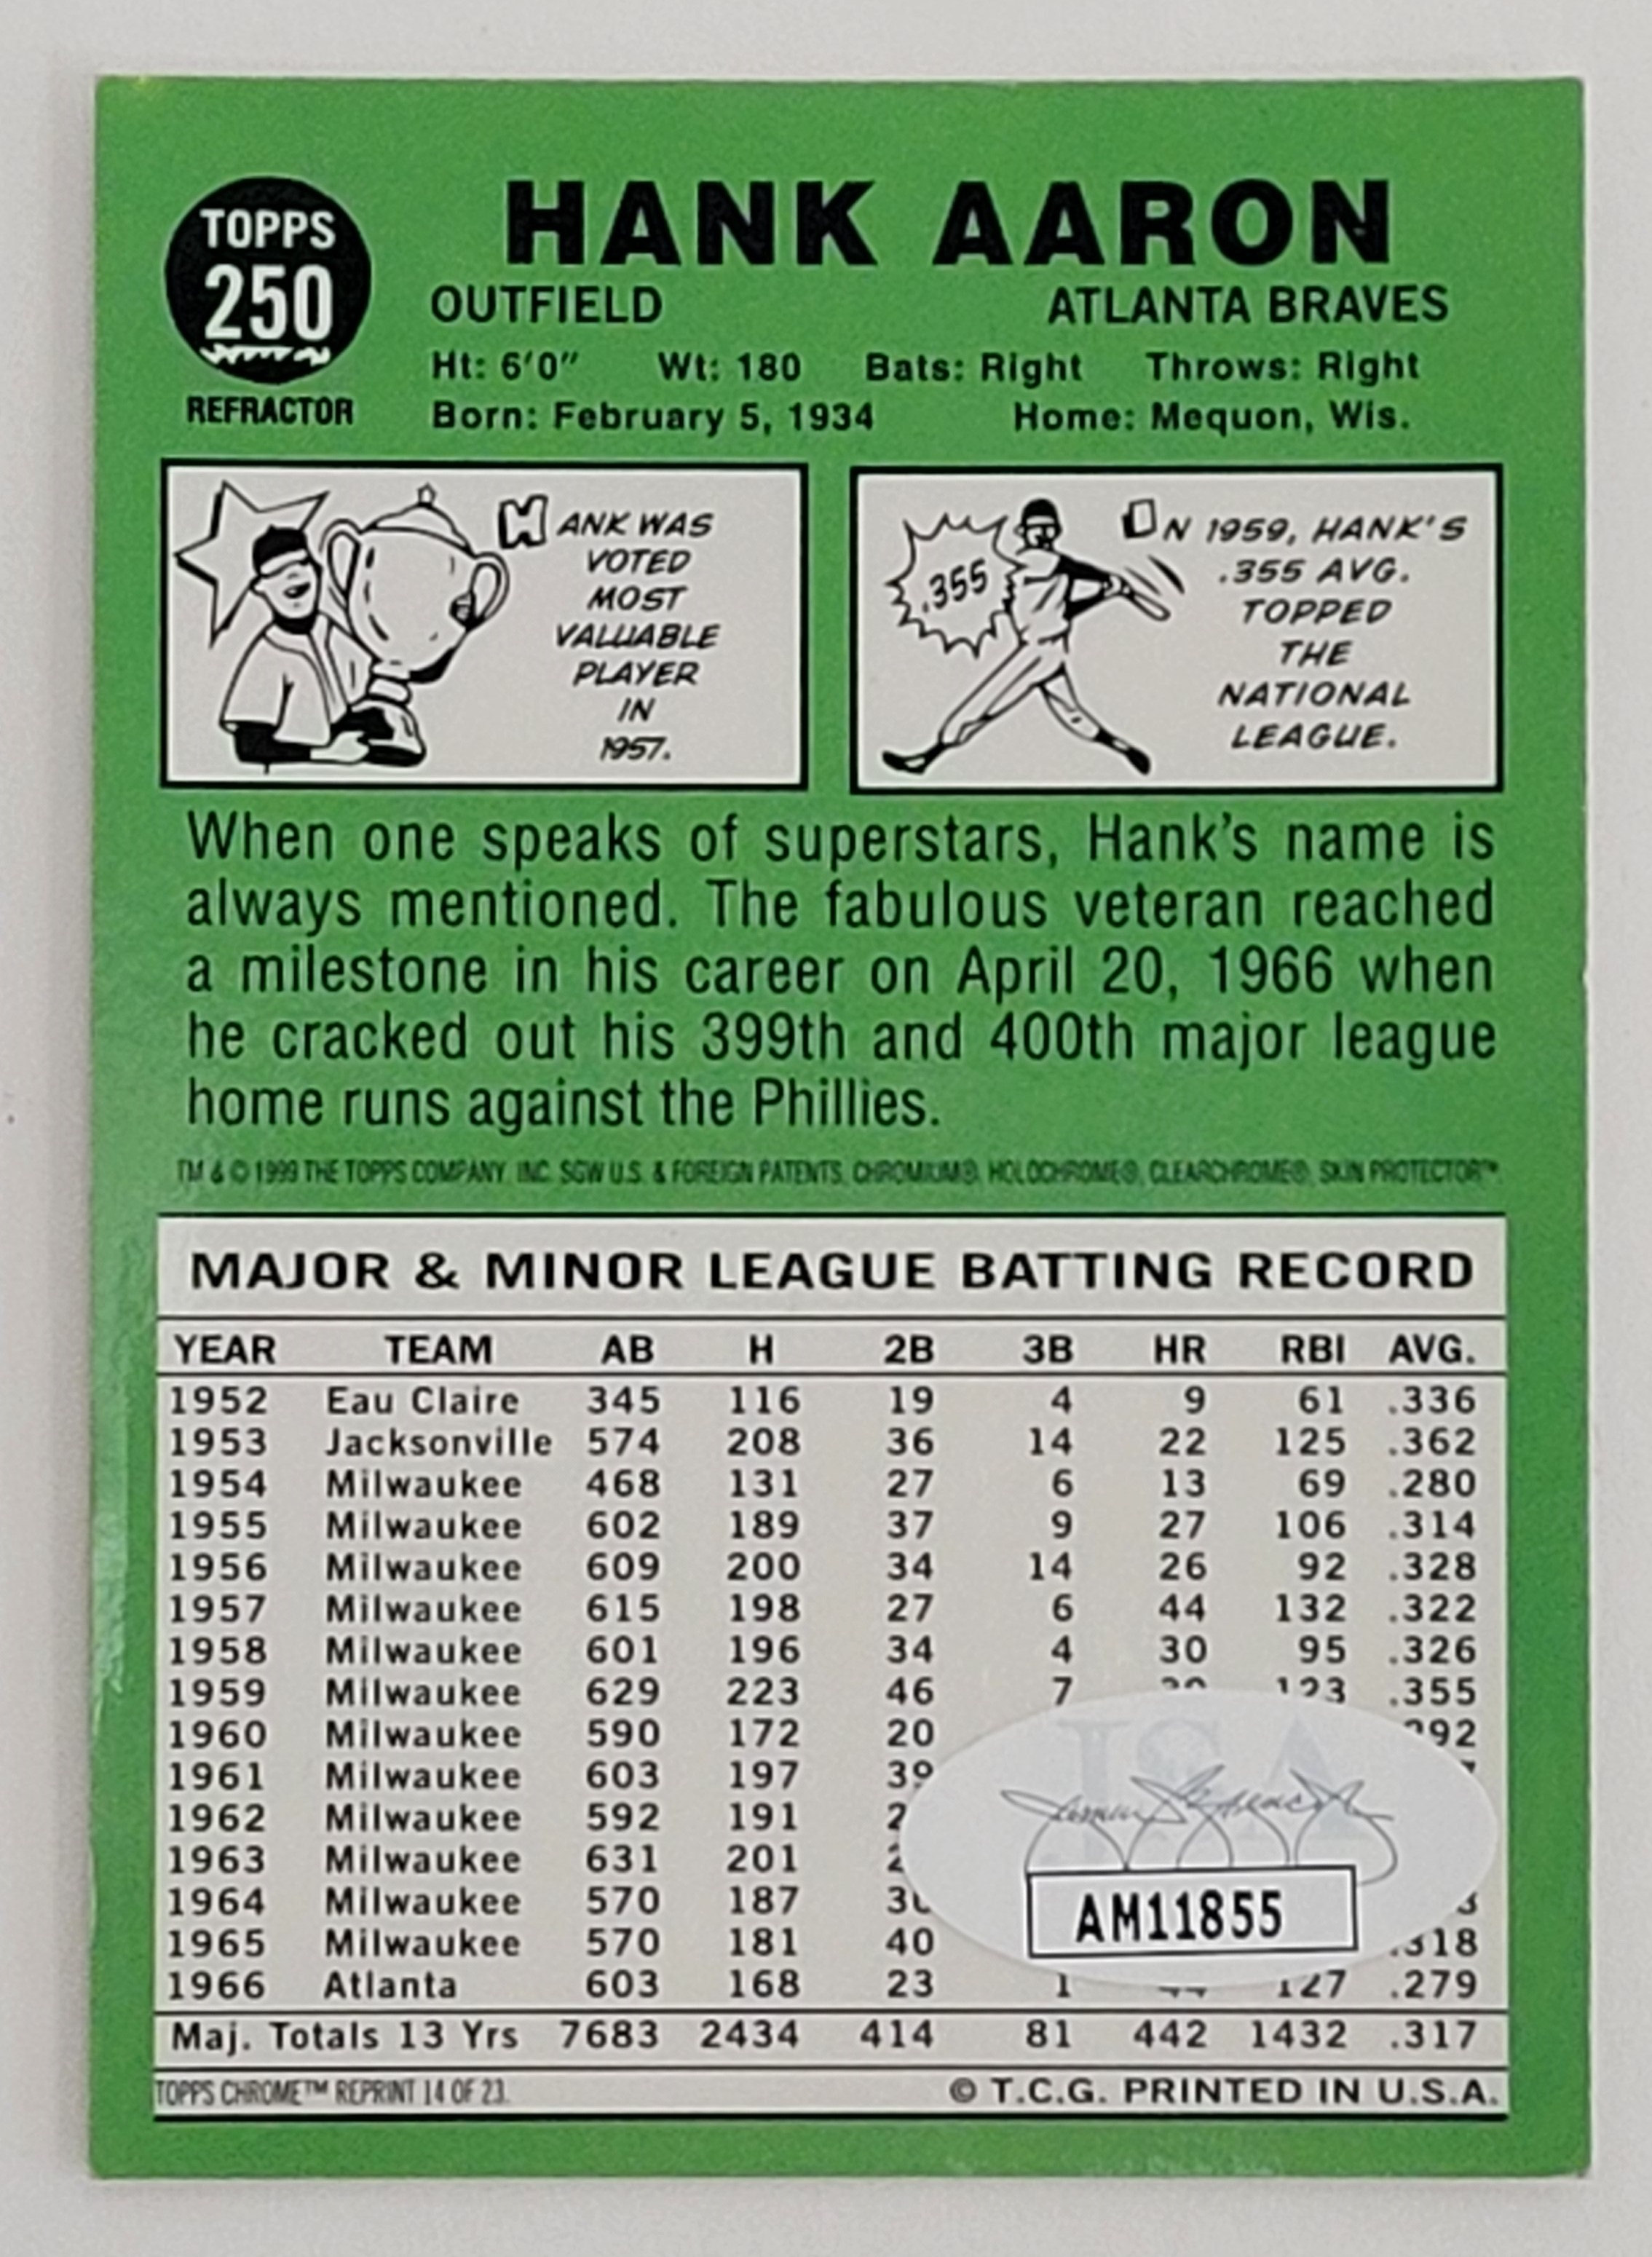 TOPPS
250
REFRACTOR
HANK AARON
OUTFIELD ATLANTA BRAVES
Ht: 6'0" Wt: 180 Bats: Right Throws: Right
Born: February 5, 1934 Home: Mequon, Wis.
HANK WAS
VOTED
MOST
VALUABLE
PLAYER
IN
1957.
.355
IN 1959, HANK'S
.355 AVG.
TOPPED
THE
NATIONAL
LEAGUE.
When one speaks of superstars, Hank's name is
always mentioned. The fabulous veteran reached
a milestone in his career on April 20, 1966 when
he cracked out his 399th and 400th major league
home runs against the Phillies.
TM & © 1999 THE TOPPS COMPANY, INC. SGW U.S. & FOREIGN PATENTS. CHROMIUM®, HOLOCHROME®, CLEARCHROME®, SKIN PROTECTOR™
MAJOR & MINOR LEAGUE BATTING RECORD
YEAR TEAM AB H 2B 3B HR RBI AVG.
1952 Eau Claire 345 116 19 4 9 61 .336
1953 Jacksonville 574 208 36 14 22 125 .362
1954 Milwaukee 468 131 27 6 13 69 .280
1955 Milwaukee 602 189 37 9 27 106 .314
1956 Milwaukee 609 200 34 14 26 92 .328
1957 Milwaukee 615 198 27 6 44 132 .322
1958 Milwaukee 601 196 34 4 30 95 .326
1959 Milwaukee 629 223 46 7 123 .355
1960 Milwaukee 590 172 20
1961 Milwaukee 603 197 39
1962 Milwaukee 592 191
1963 Milwaukee 631 201
1964 Milwaukee 570 187
1965 Milwaukee 570 181 40 .318
1966 Atlanta 603 168 23 1 127 .279
Maj. Totals 13 Yrs 7683 2434 414 81 442 1432 .317
JSA
AM11855
TOPPS CHROME™ REPRINT 14 OF 23. © T.C.G. PRINTED IN U.S.A.